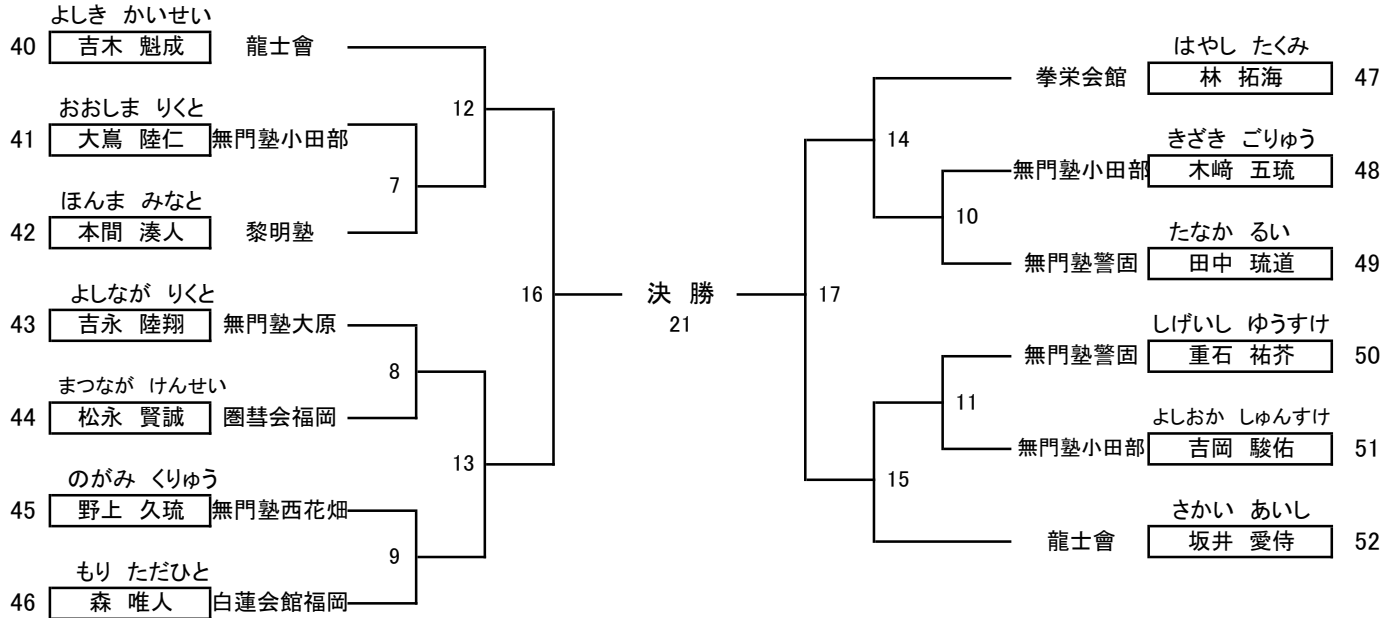 よしき かいせい
40 吉木 魁成 龍士會
12
おおしま りくと
41 大嶌 陸仁 無門塾小田部
7
ほんま みなと
42 本間 湊人 黎明塾
16
よしなが りくと
43 吉永 陸翔 無門塾大原
8
まつなが けんせい
44 松永 賢誠 圏彗会福岡
13
のがみ くりゅう
45 野上 久琉 無門塾西花畑
9
もり ただひと
46 森 唯人 白蓮会館福岡
決 勝
21
はやし たくみ
拳栄会館 林 拓海 47
14
きざき ごりゅう
無門塾小田部 木﨑 五琉 48
10
たなか るい
無門塾警固 田中 琉道 49
17
しげいし ゆうすけ
無門塾警固 重石 祐芥 50
11
よしおか しゅんすけ
無門塾小田部 吉岡 駿佑 51
15
さかい あいし
龍士會 坂井 愛侍 52